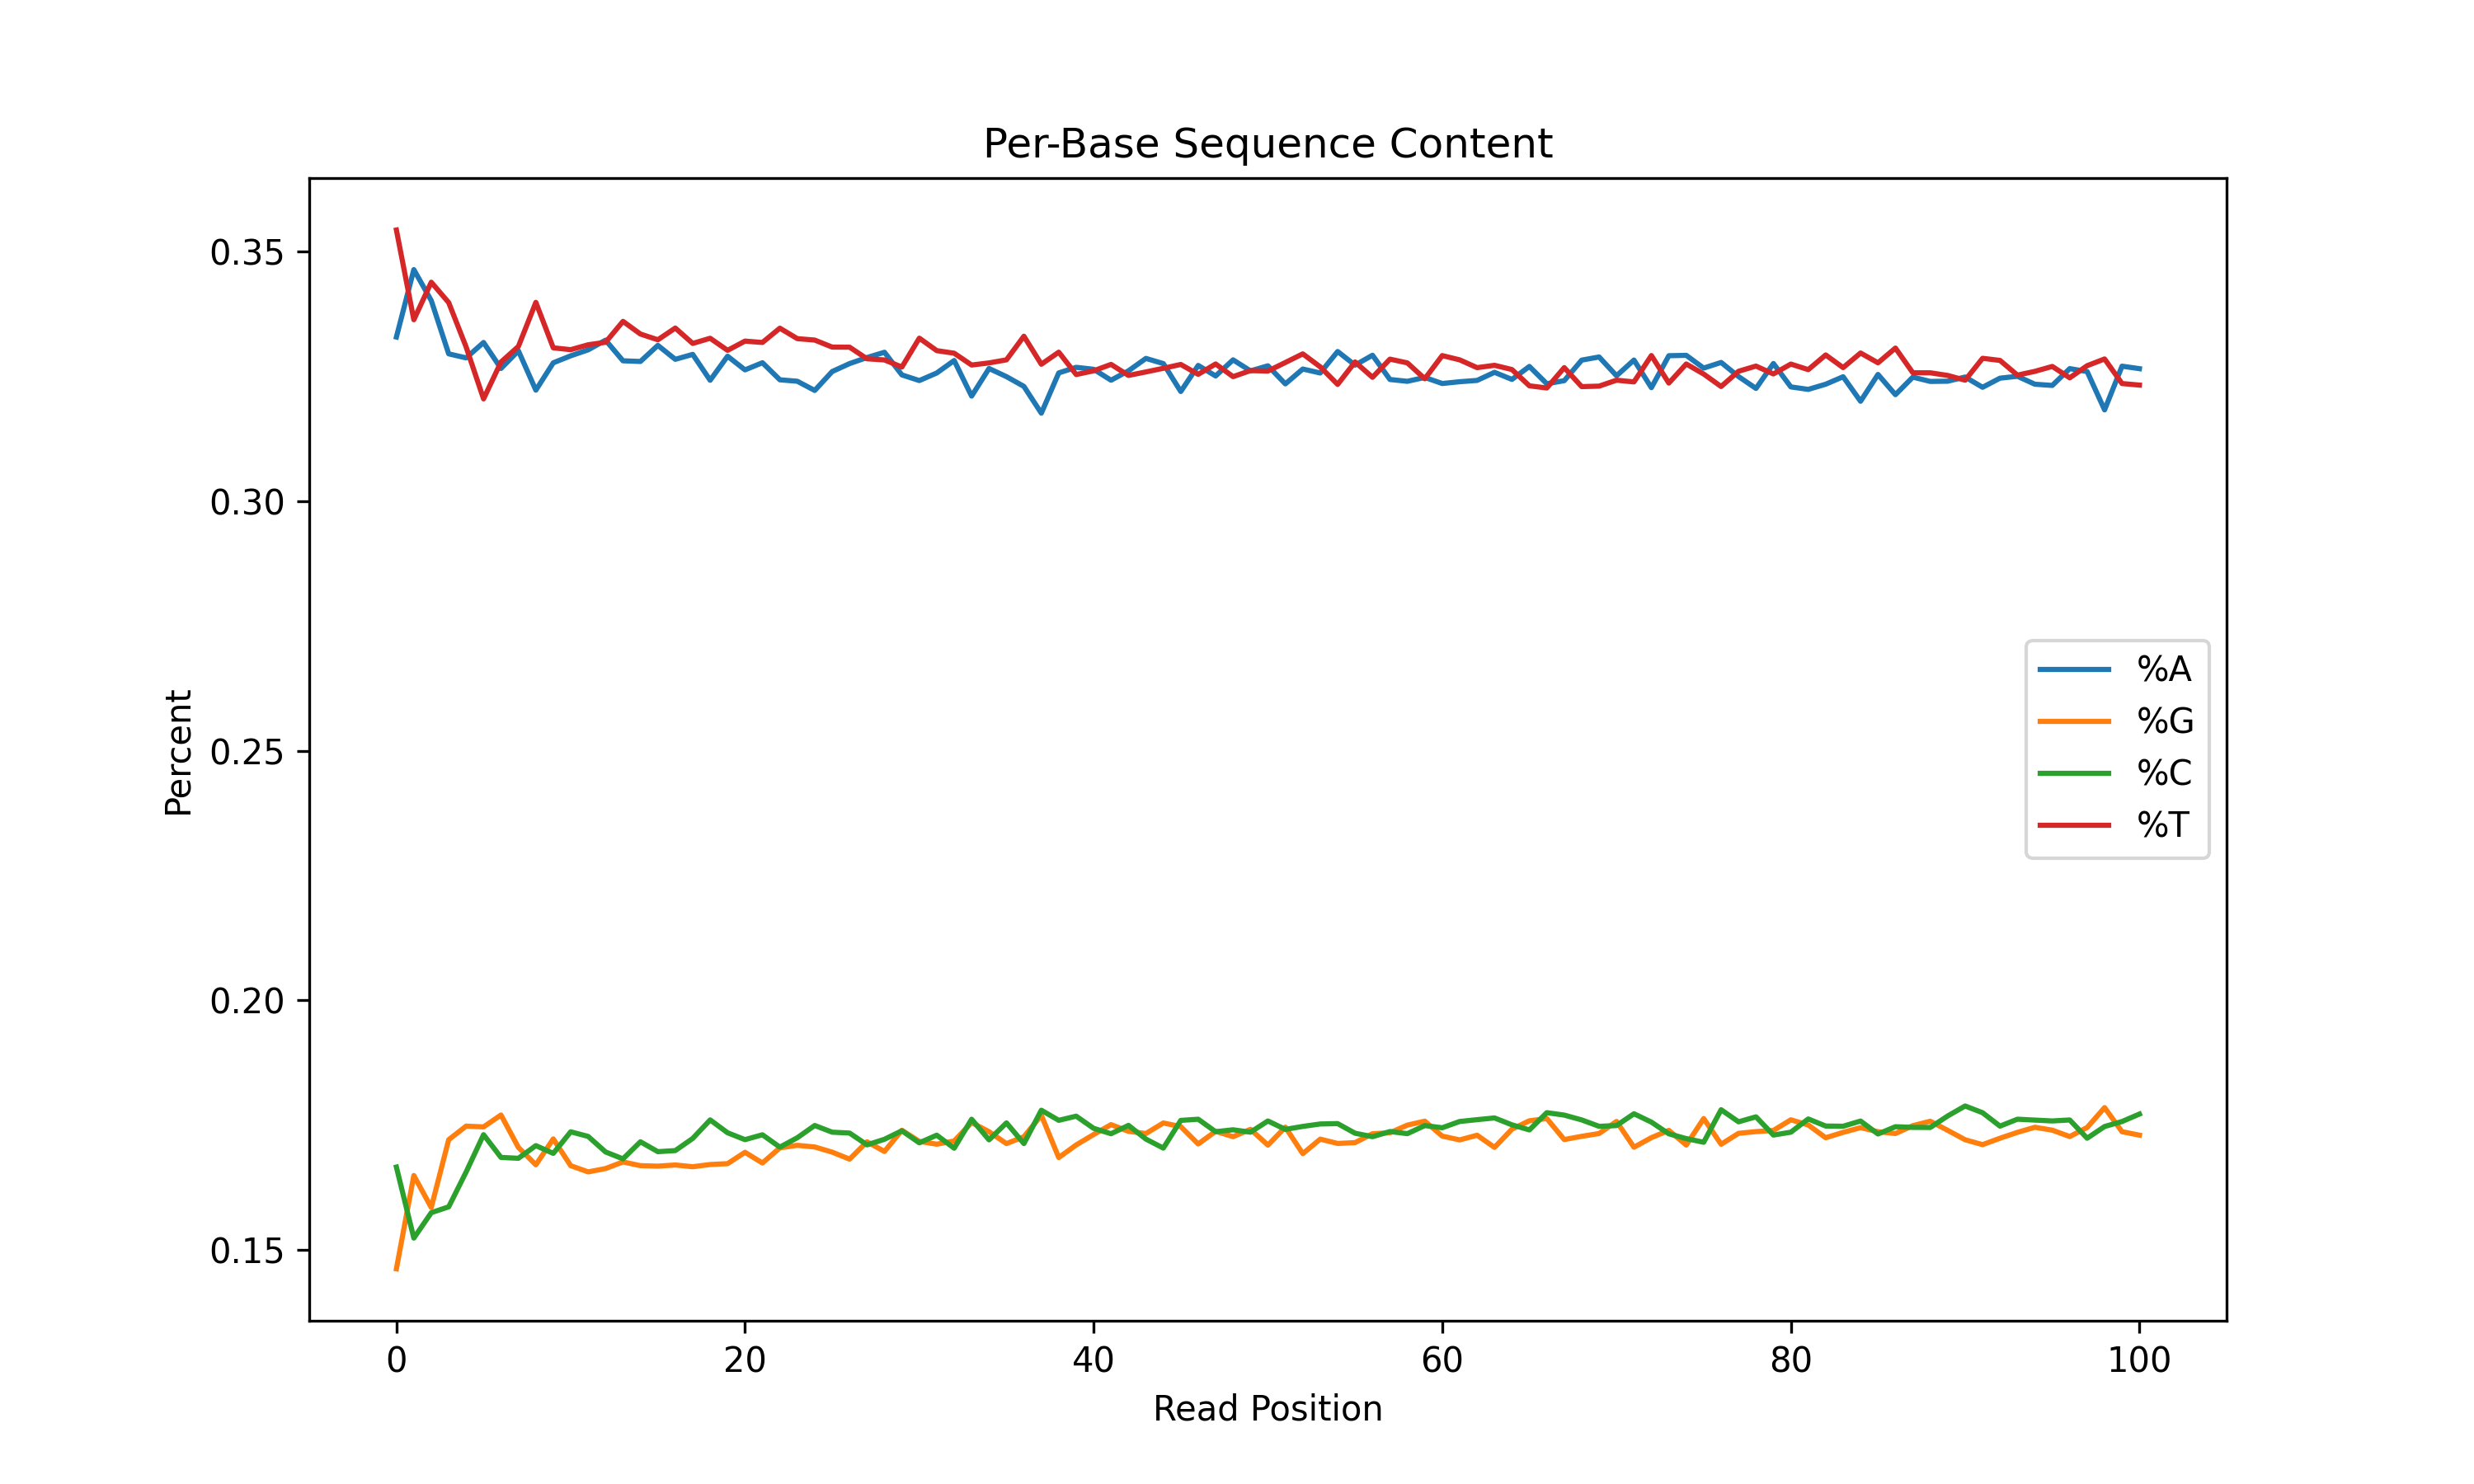 Per-Base Sequence Content
Percent
0.35
0.30
0.25
0.20
0.15
%A
%G
%C
%T
0 20 40 60 80 100
Read Position